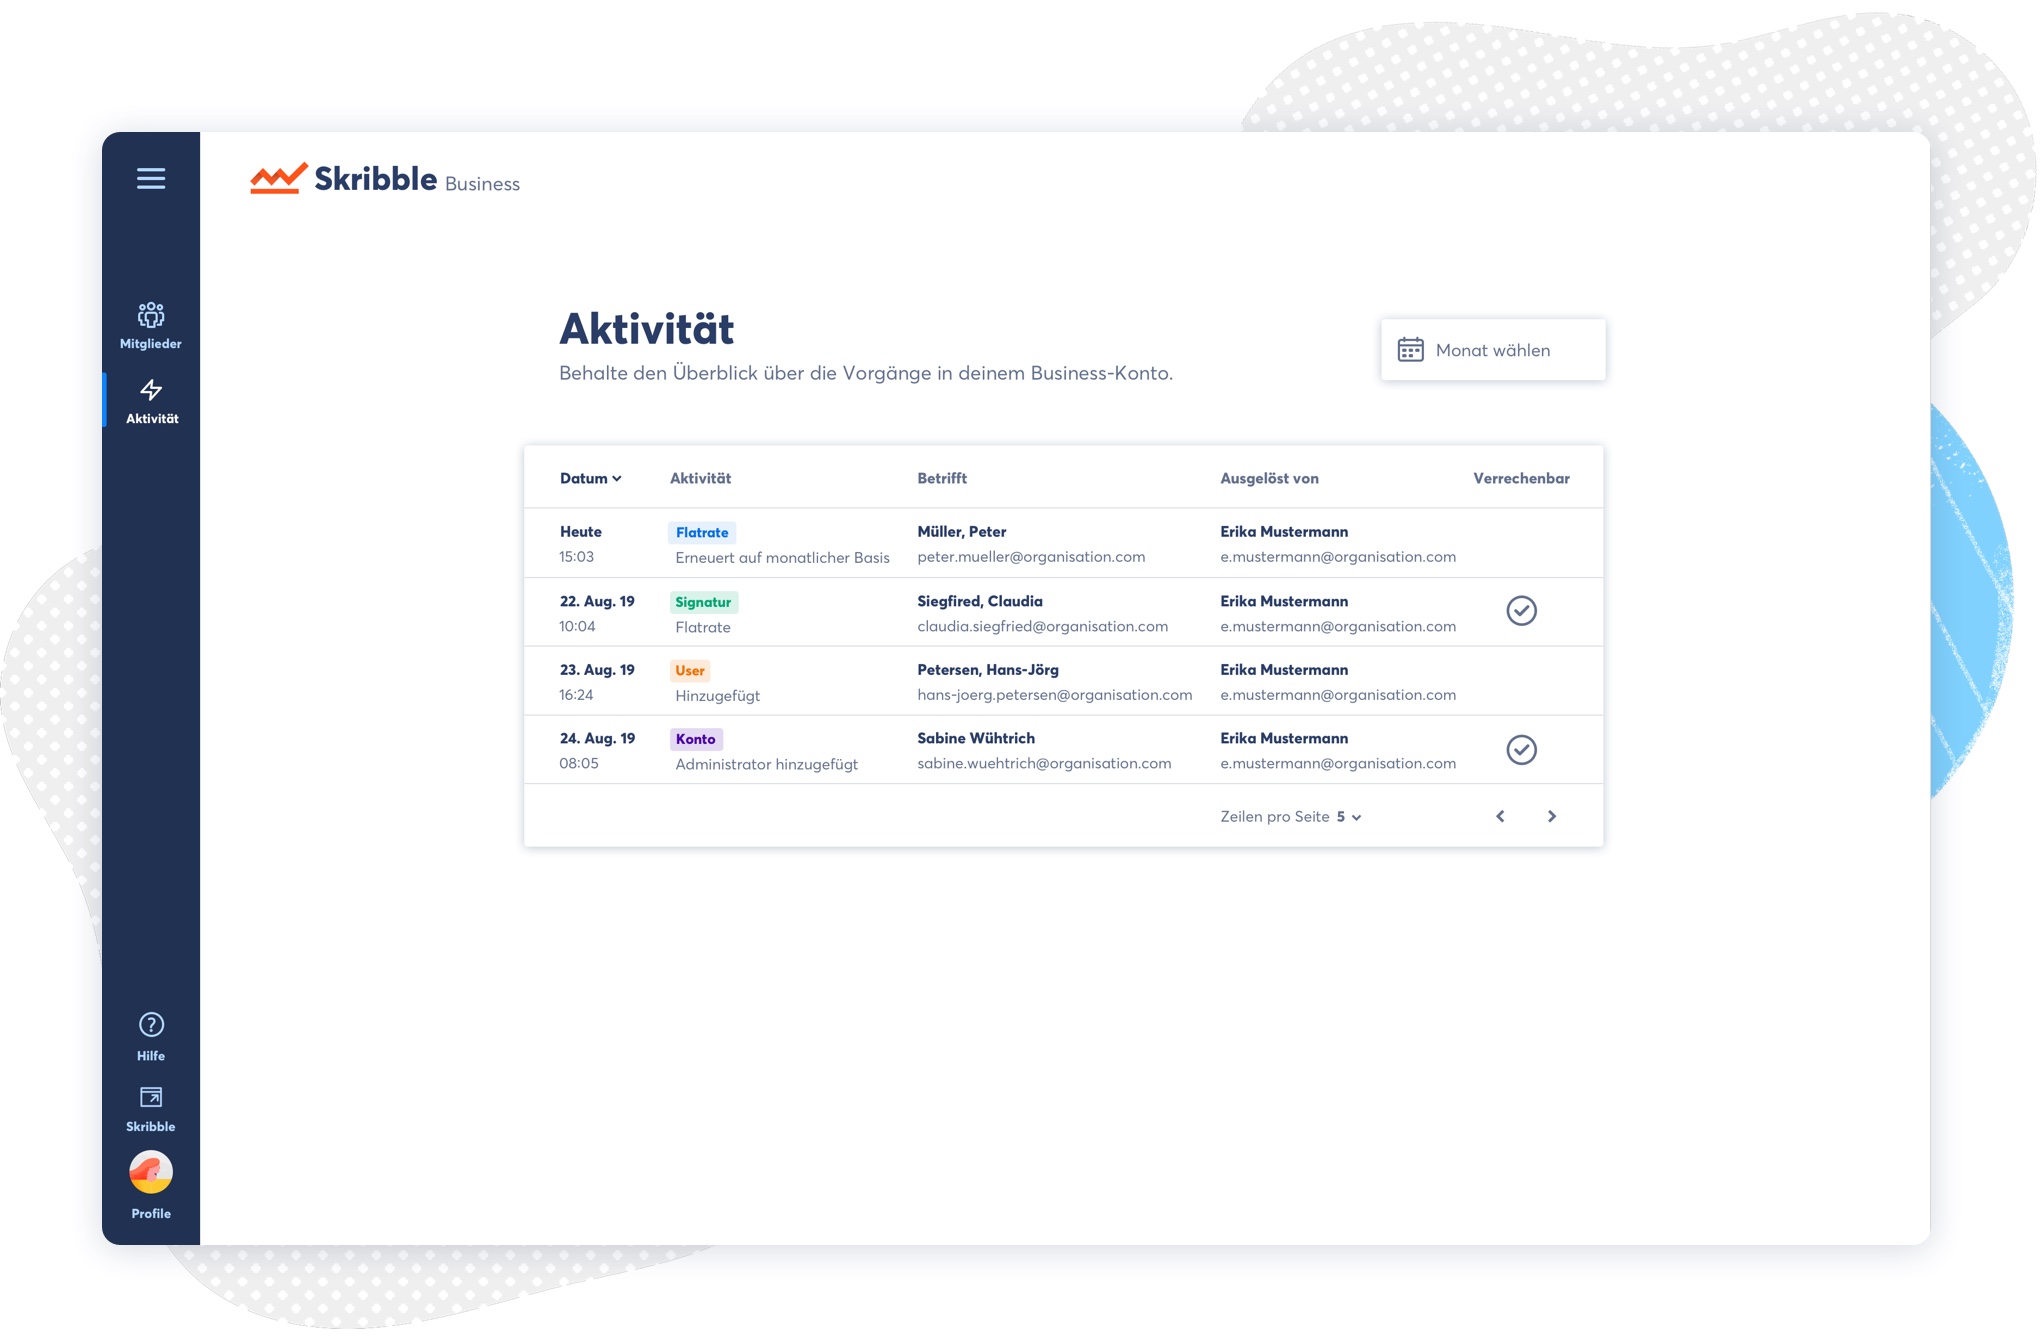 Skribble Business
Mitglieder
Aktivität
Aktivität
Behalte den Überblick über die Vorgänge in deinem Business-Konto.
Monat wählen
Datum Aktivität Betrifft Ausgelöst von Verrechenbar
Heute Flatrate Müller, Peter Erika Mustermann
15:03 Erneuert auf monatlicher Basis peter.mueller@organisation.com e.mustermann@organisation.com
22. Aug. 19 Signatur Siegfired, Claudia Erika Mustermann
10:04 Flatrate claudia.siegfried@organisation.com e.mustermann@organisation.com
23. Aug. 19 User Petersen, Hans-Jörg Erika Mustermann
16:24 Hinzugefügt hans-joerg.petersen@organisation.com e.mustermann@organisation.com
24. Aug. 19 Konto Sabine Wühtrich Erika Mustermann
08:05 Administrator hinzugefügt sabine.wuehtrich@organisation.com e.mustermann@organisation.com
Zeilen pro Seite 5
Hilfe
Skribble
Profile